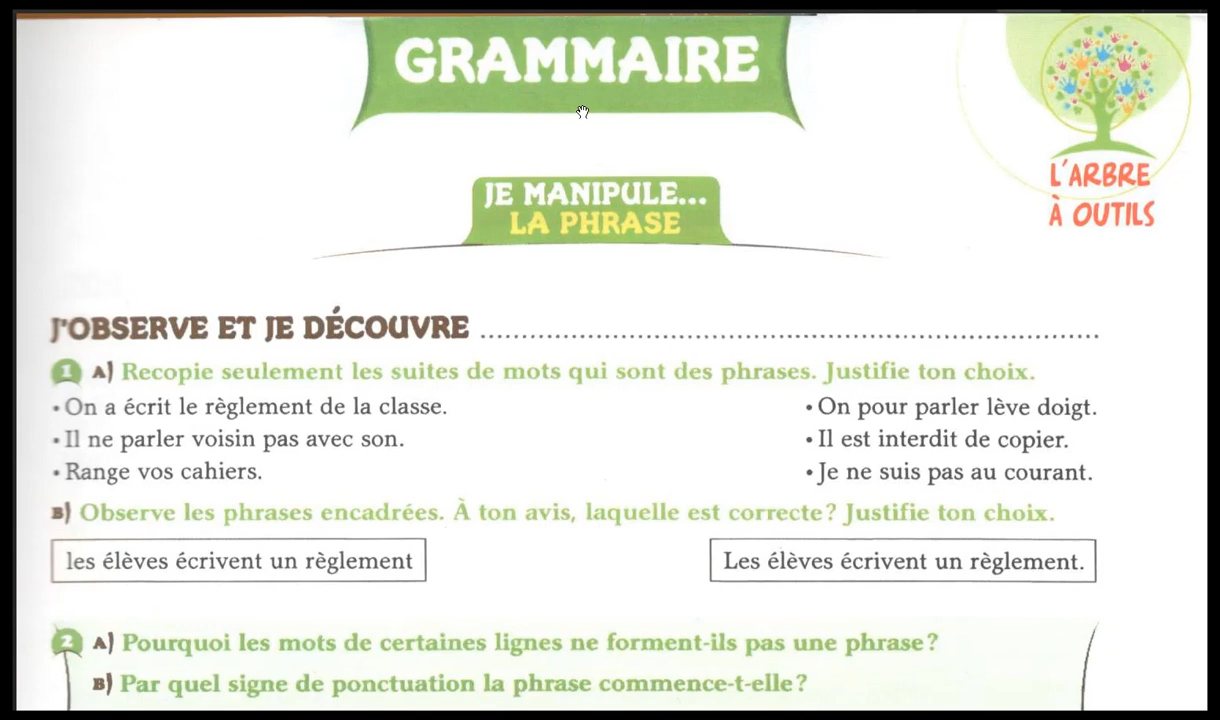 GRAMMAIRE
L'ARBRE
À OUTILS
JE MANIPULE...
LA PHRASE
J'OBSERVE ET JE DÉCOUVRE
1 A) Recopie seulement les suites de mots qui sont des phrases. Justifie ton choix.
• On a écrit le règlement de la classe.
• On pour parler lève doigt.
• Il ne parler voisin pas avec son.
• Il est interdit de copier.
• Range vos cahiers.
• Je ne suis pas au courant.
B) Observe les phrases encadrées. À ton avis, laquelle est correcte? Justifie ton choix.
les élèves écrivent un règlement
Les élèves écrivent un règlement.
2 A) Pourquoi les mots de certaines lignes ne forment-ils pas une phrase?
B) Par quel signe de ponctuation la phrase commence-t-elle?